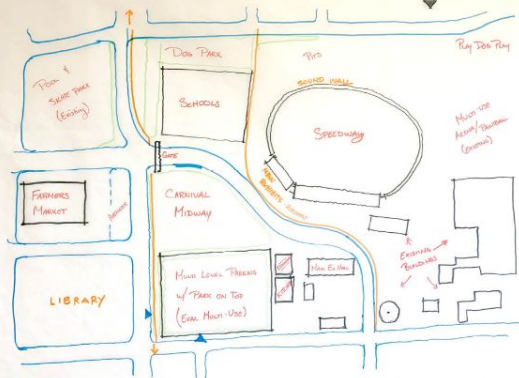 Dog Park
Pits
Play Dog Play
Pool &
Skate Park
(Existing)
Sound Wall
Schools
Speedway
Multi-Use
Arena/Paintball
(Existing)
Gate
Farmers
Market
Carnival
Midway
Existing
Buildings
Multi Level Parking
w/ Park on Top
(Eval Multi-Use)
Library